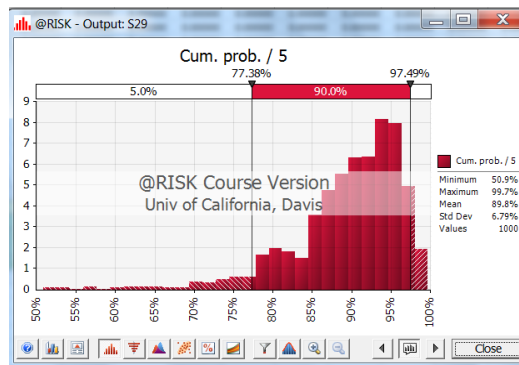 @RISK - Output: S29
Cum. prob. / 5
77.38% 97.49%
5.0% 90.0%
9
8
7
6
5
4
3
2
1
0
@RISK Course Version
Univ of California, Davis
50% 55% 60% 65% 70% 75% 80% 85% 90% 95% 100%
Cum. prob. / 5
Minimum 50.9%
Maximum 99.7%
Mean 89.8%
Std Dev 6.79%
Values 1000
Close